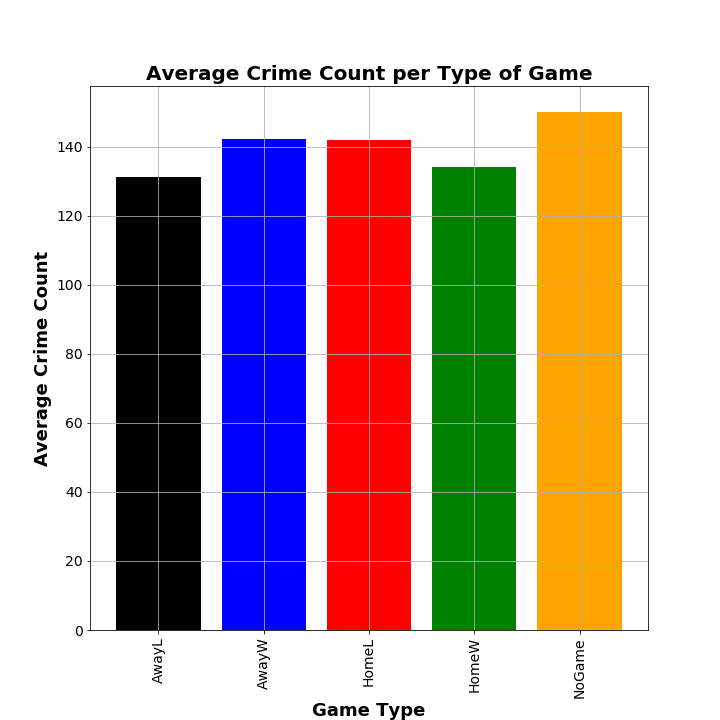 Average Crime Count per Type of Game
Average Crime Count
140
120
100
80
60
40
20
0
AwayL
AwayW
HomeL
HomeW
NoGame
Game Type